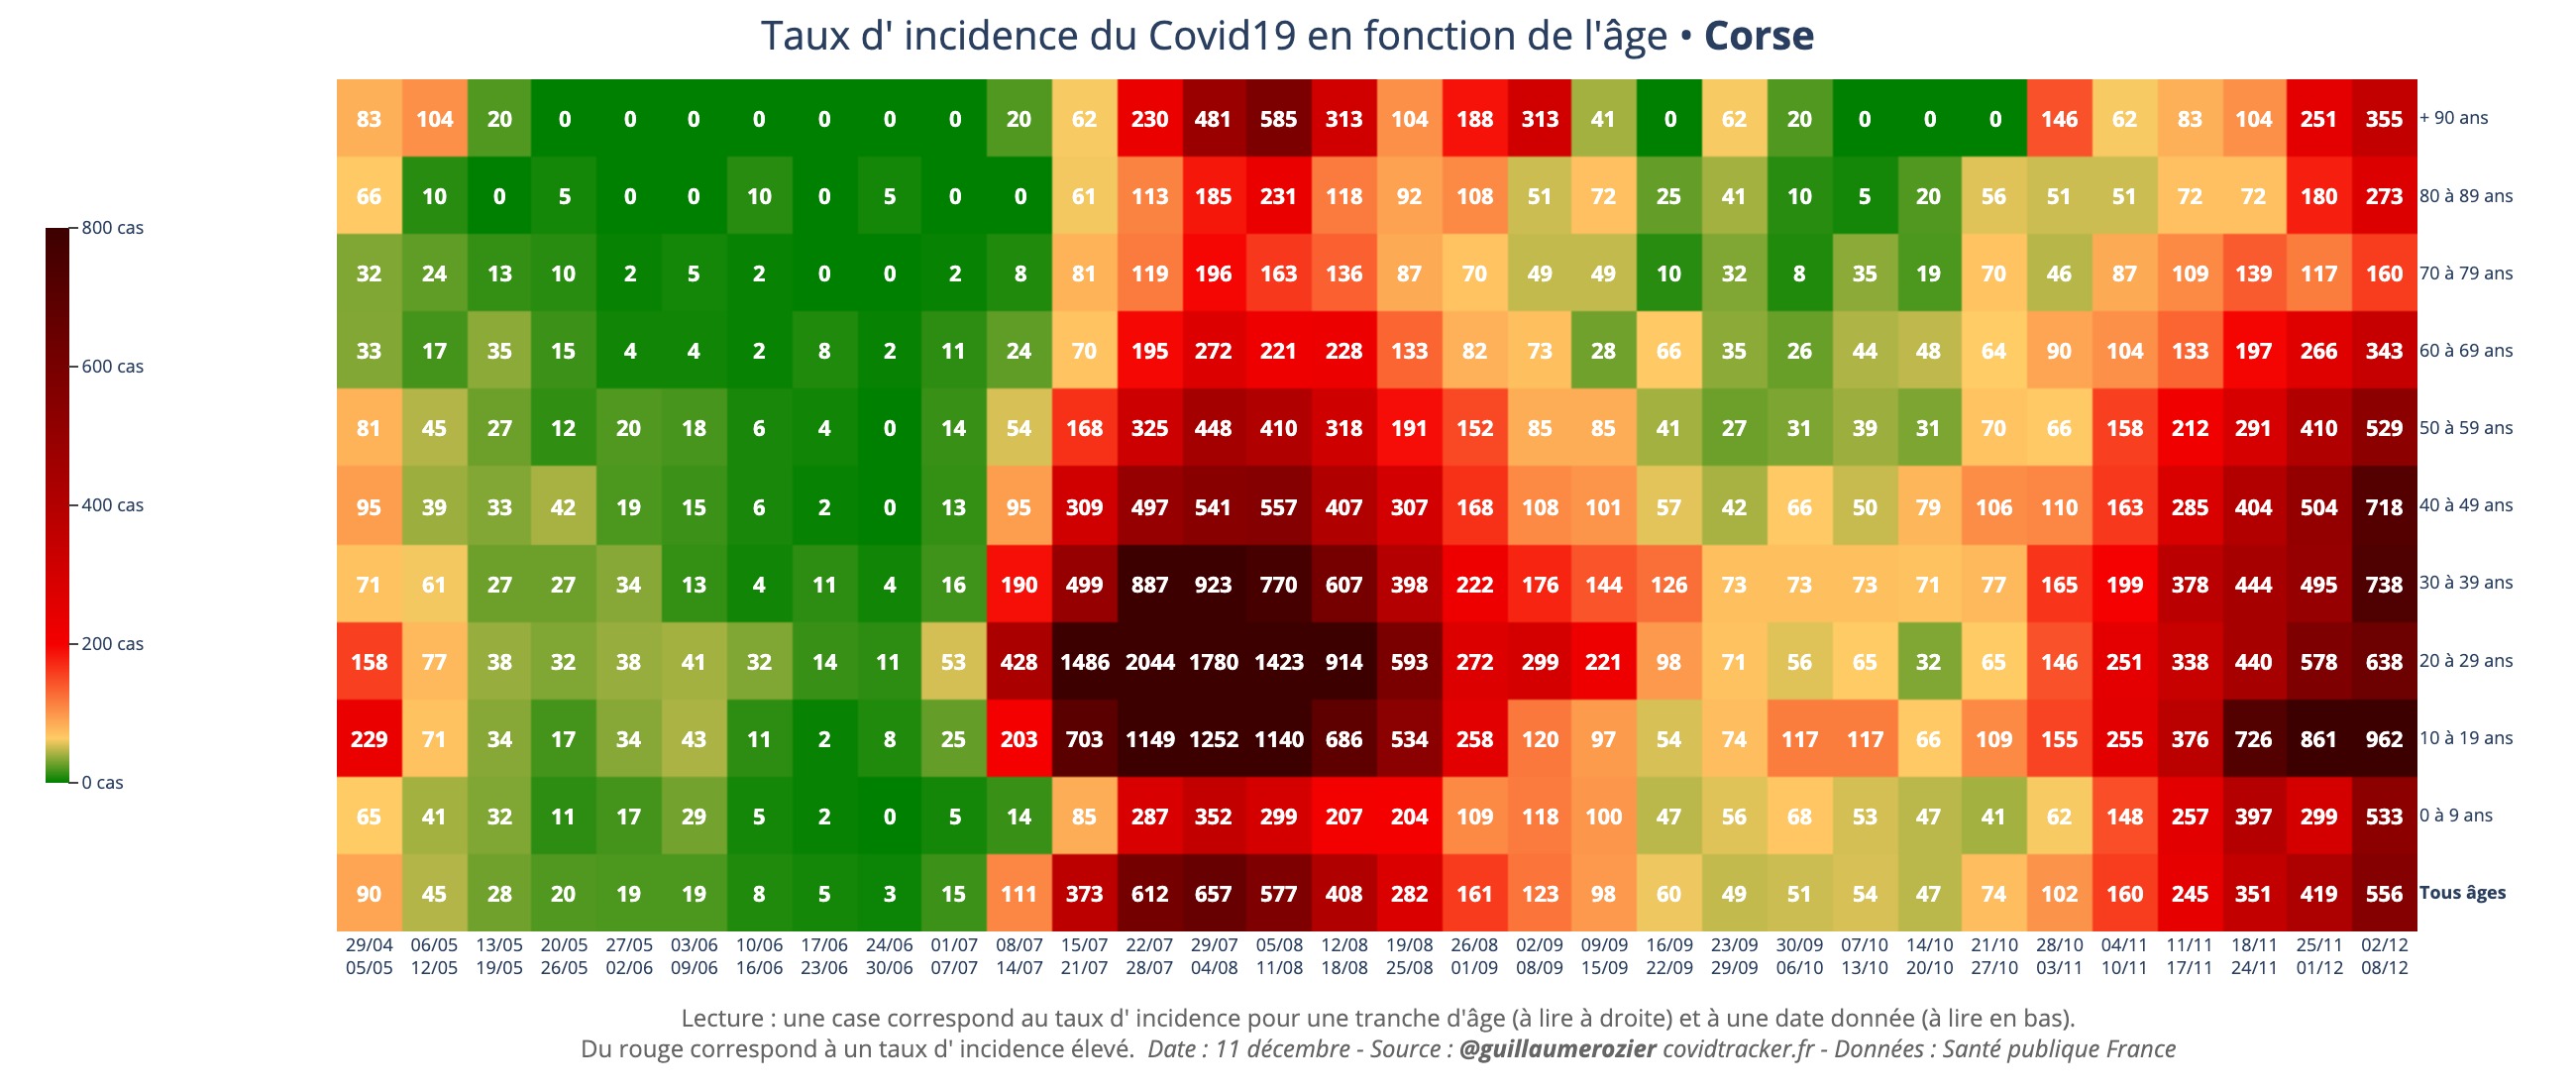 Taux d' incidence du Covid19 en fonction de l'âge • Corse
83 104 20 0 0 0 0 0 0 0 20 62 230 481 585 313 104 188 313 41 0 62 20 0 0 0 146 62 83 104 251 355 + 90 ans
66 10 0 5 0 0 10 0 5 0 0 61 113 185 231 118 92 108 51 72 25 41 10 5 20 56 51 51 72 72 180 273 80 à 89 ans
32 24 13 10 2 5 2 0 0 2 8 81 119 196 163 136 87 70 49 49 10 32 8 35 19 70 46 87 109 139 117 160 70 à 79 ans
33 17 35 15 4 4 2 8 2 11 24 70 195 272 221 228 133 82 73 28 66 35 26 44 48 64 90 104 133 197 266 343 60 à 69 ans
81 45 27 12 20 18 6 4 0 14 54 168 325 448 410 318 191 152 85 85 41 27 31 39 31 70 66 158 212 291 410 529 50 à 59 ans
95 39 33 42 19 15 6 2 0 13 95 309 497 541 557 407 307 168 108 101 57 42 66 50 79 106 110 163 285 404 504 718 40 à 49 ans
71 61 27 27 34 13 4 11 4 16 190 499 887 923 770 607 398 222 176 144 126 73 73 73 71 77 165 199 378 444 495 738 30 à 39 ans
158 77 38 32 38 41 32 14 11 53 428 1486 2044 1780 1423 914 593 272 299 221 98 71 56 65 32 65 146 251 338 440 578 638 20 à 29 ans
229 71 34 17 34 43 11 2 8 25 203 703 1149 1252 1140 686 534 258 120 97 54 74 117 117 66 109 155 255 376 726 861 962 10 à 19 ans
65 41 32 11 17 29 5 2 0 5 14 85 287 352 299 207 204 109 118 100 47 56 68 53 47 41 62 148 257 397 299 533 0 à 9 ans
90 45 28 20 19 19 8 5 3 15 111 373 612 657 577 408 282 161 123 98 60 49 51 54 47 74 102 160 245 351 419 556 Tous âges
29/04 06/05 13/05 20/05 27/05 03/06 10/06 17/06 24/06 01/07 08/07 15/07 22/07 29/07 05/08 12/08 19/08 26/08 02/09 09/09 16/09 23/09 30/09 07/10 14/10 21/10 28/10 04/11 11/11 18/11 25/11 02/12
05/05 12/05 19/05 26/05 02/06 09/06 16/06 23/06 30/06 07/07 14/07 21/07 28/07 04/08 11/08 18/08 25/08 01/09 08/09 15/09 22/09 29/09 06/10 13/10 20/10 27/10 03/11 10/11 17/11 24/11 01/12 08/12
800 cas
600 cas
400 cas
200 cas
0 cas
Lecture : une case correspond au taux d' incidence pour une tranche d'âge (à lire à droite) et à une date donnée (à lire en bas).
Du rouge correspond à un taux d' incidence élevé. Date : 11 décembre - Source : @guillaumerozier covidtracker.fr - Données : Santé publique France